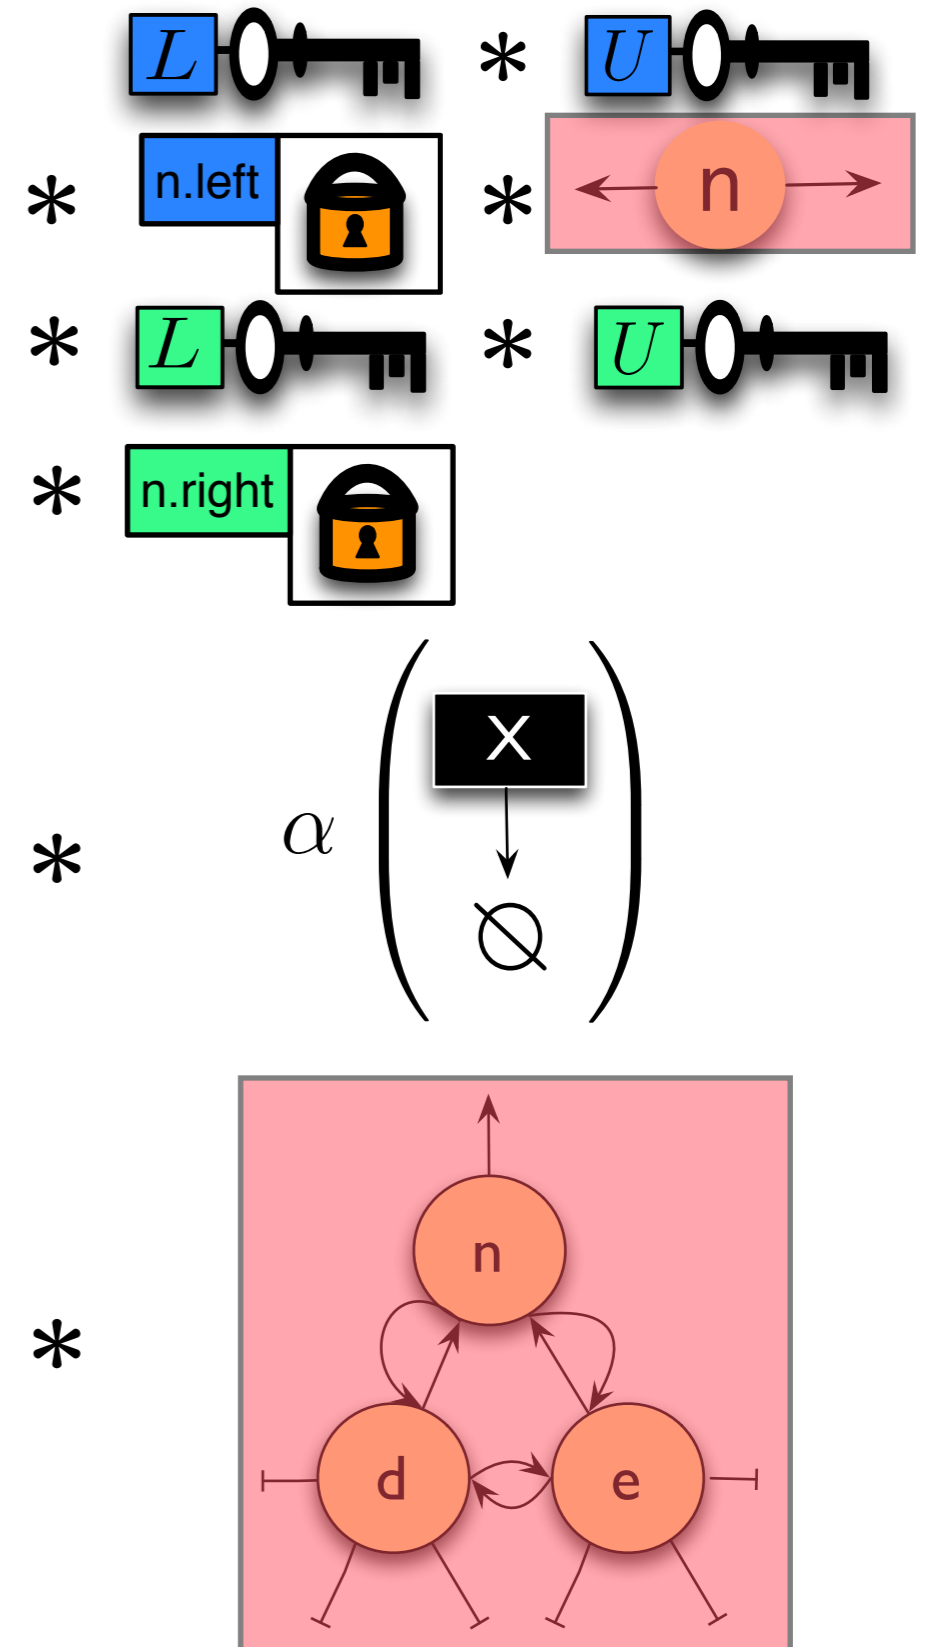 L * U
* n.left * n
* L * U
* n.right
* α ( X
∅ )
n
*
d e